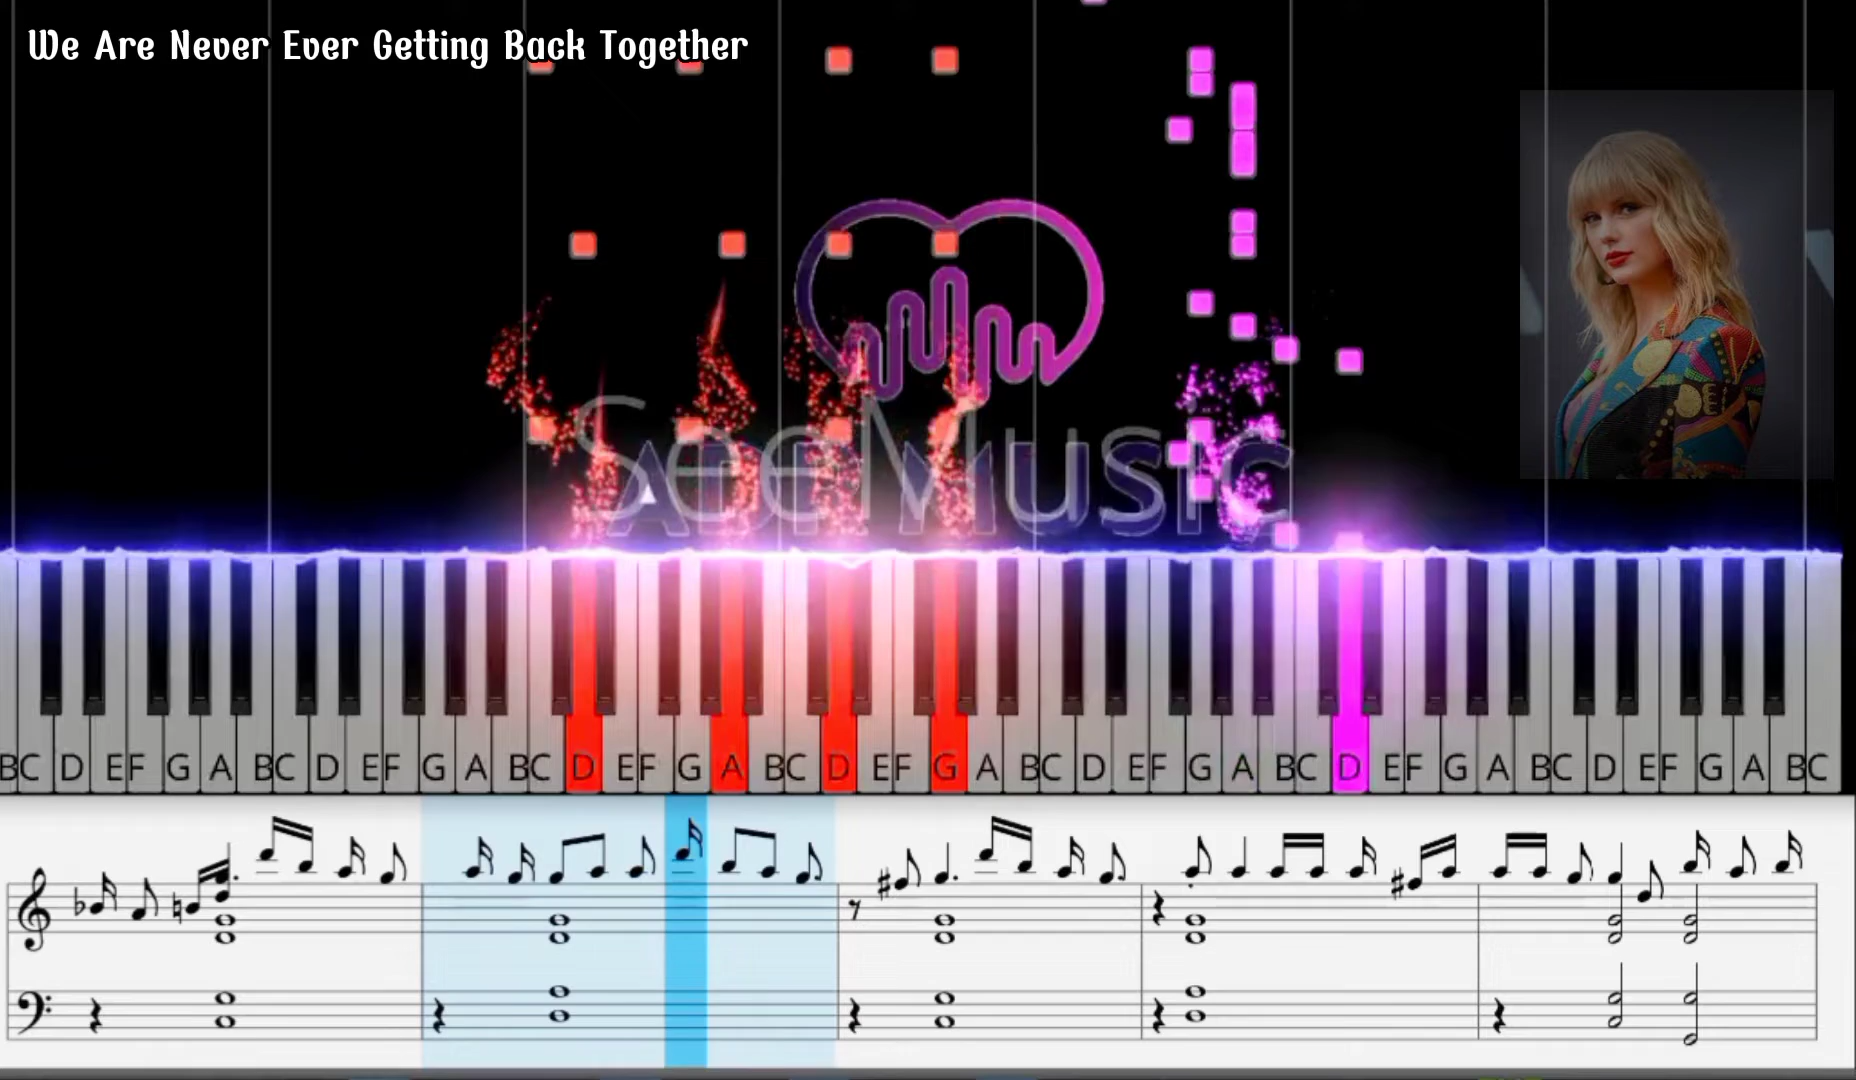 We Are Never Ever Getting Back Together
SeeMusic
BC D EF G A BC D EF G A BC D EF G A BC D EF G A BC D EF G A BC D EF G A BC D EF G A BC